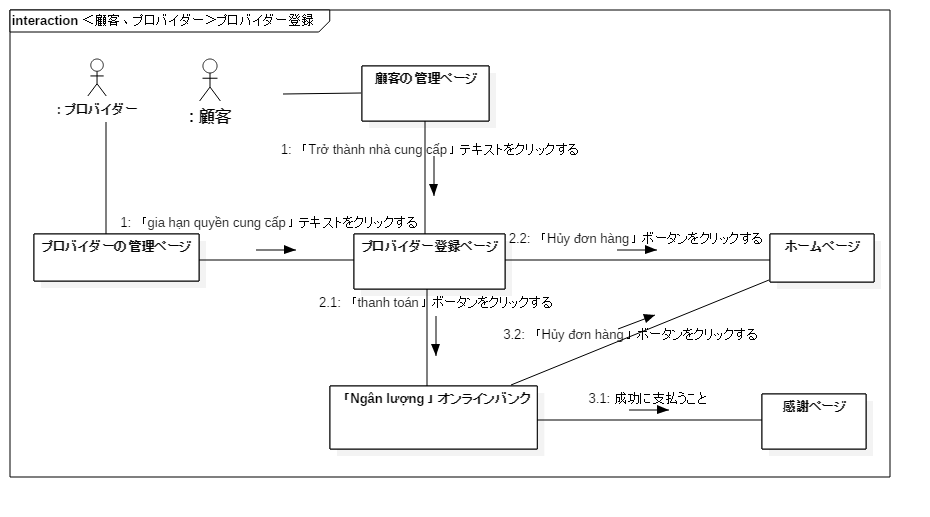 interaction ＜顧客、プロバイダー＞プロバイダー登録
顧客の管理ページ
: プロバイダー
: 顧客
1: 「Trở thành nhà cung cấp」テキストをクリックする
1: 「gia hạn quyền cung cấp」テキストをクリックする
プロバイダーの管理ページ
プロバイダー登録ページ
2.2: 「Hủy đơn hàng」ボタンをクリックする
ホームページ
2.1: 「thanh toán」ボータンをクリックする
3.2: 「Hủy đơn hàng」ボータンをクリックする
「Ngân lượng」オンラインバンク
3.1: 成功に支払うこと
感謝ページ